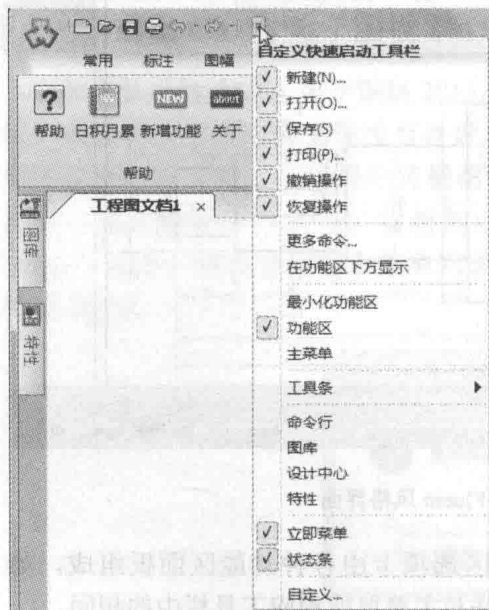 自定义快速启动工具栏
常用 标注 图幅
新建(N)...
打开(O)...
保存(S)
打印(P)...
撤销操作
恢复操作
更多命令...
在功能区下方显示
最小化功能区
功能区
主菜单
工具条
命令行
图库
设计中心
特性
立即菜单
状态条
自定义...
? NEW about
帮助 日积月累 新增功能 关于
帮助
工程图文档1 ×
图库
特性
风格界面